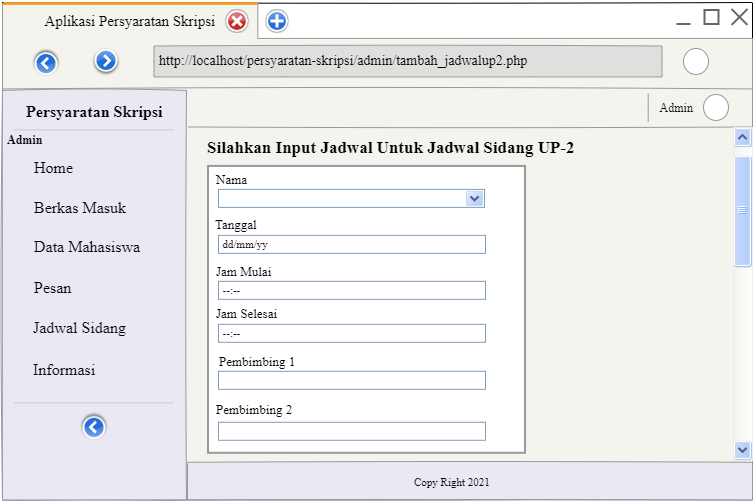 Aplikasi Persyaratan Skripsi
http://localhost/persyaratan-skripsi/admin/tambah_jadwalup2.php
Admin
Persyaratan Skripsi
Admin
Home
Berkas Masuk
Data Mahasiswa
Pesan
Jadwal Sidang
Informasi
Silahkan Input Jadwal Untuk Jadwal Sidang UP-2
Nama
Tanggal
dd/mm/yy
Jam Mulai
--:--
Jam Selesai
--:--
Pembimbing 1
Pembimbing 2
Copy Right 2021